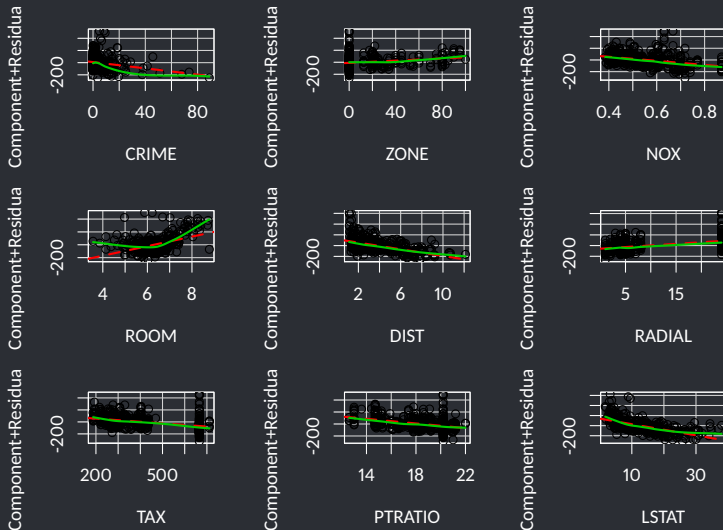 Component+Residua
-200
0
40
80
CRIME
Component+Residua
-200
0
40
80
ZONE
Component+Residua
-200
0.4
0.6
0.8
NOX
Component+Residua
-200
4
6
8
ROOM
Component+Residua
-200
2
6
10
DIST
Component+Residua
-200
5
15
RADIAL
Component+Residua
-200
200
500
TAX
Component+Residua
-200
14
18
22
PTRATIO
Component+Residua
-200
10
30
LSTAT